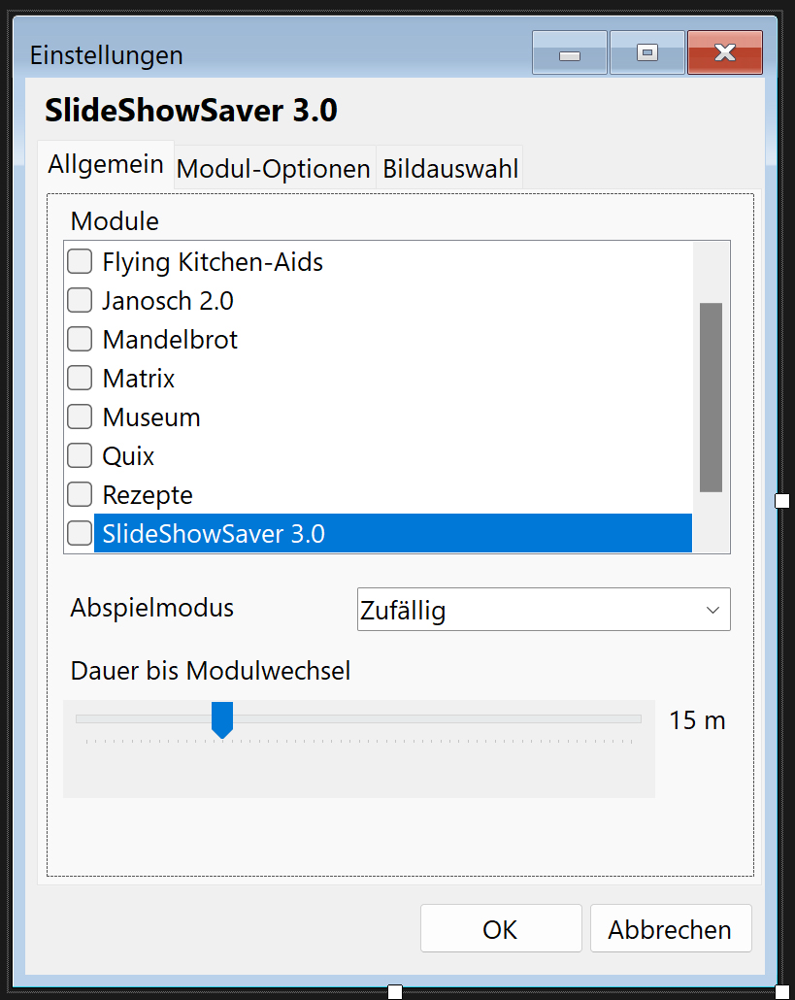 Einstellungen
SlideShowSaver 3.0
Allgemein Modul-Optionen Bildauswahl
Module
Flying Kitchen-Aids
Janosch 2.0
Mandelbrot
Matrix
Museum
Quix
Rezepte
SlideShowSaver 3.0
Abspielmodus Zufällig
Dauer bis Modulwechsel
15 m
OK Abbrechen